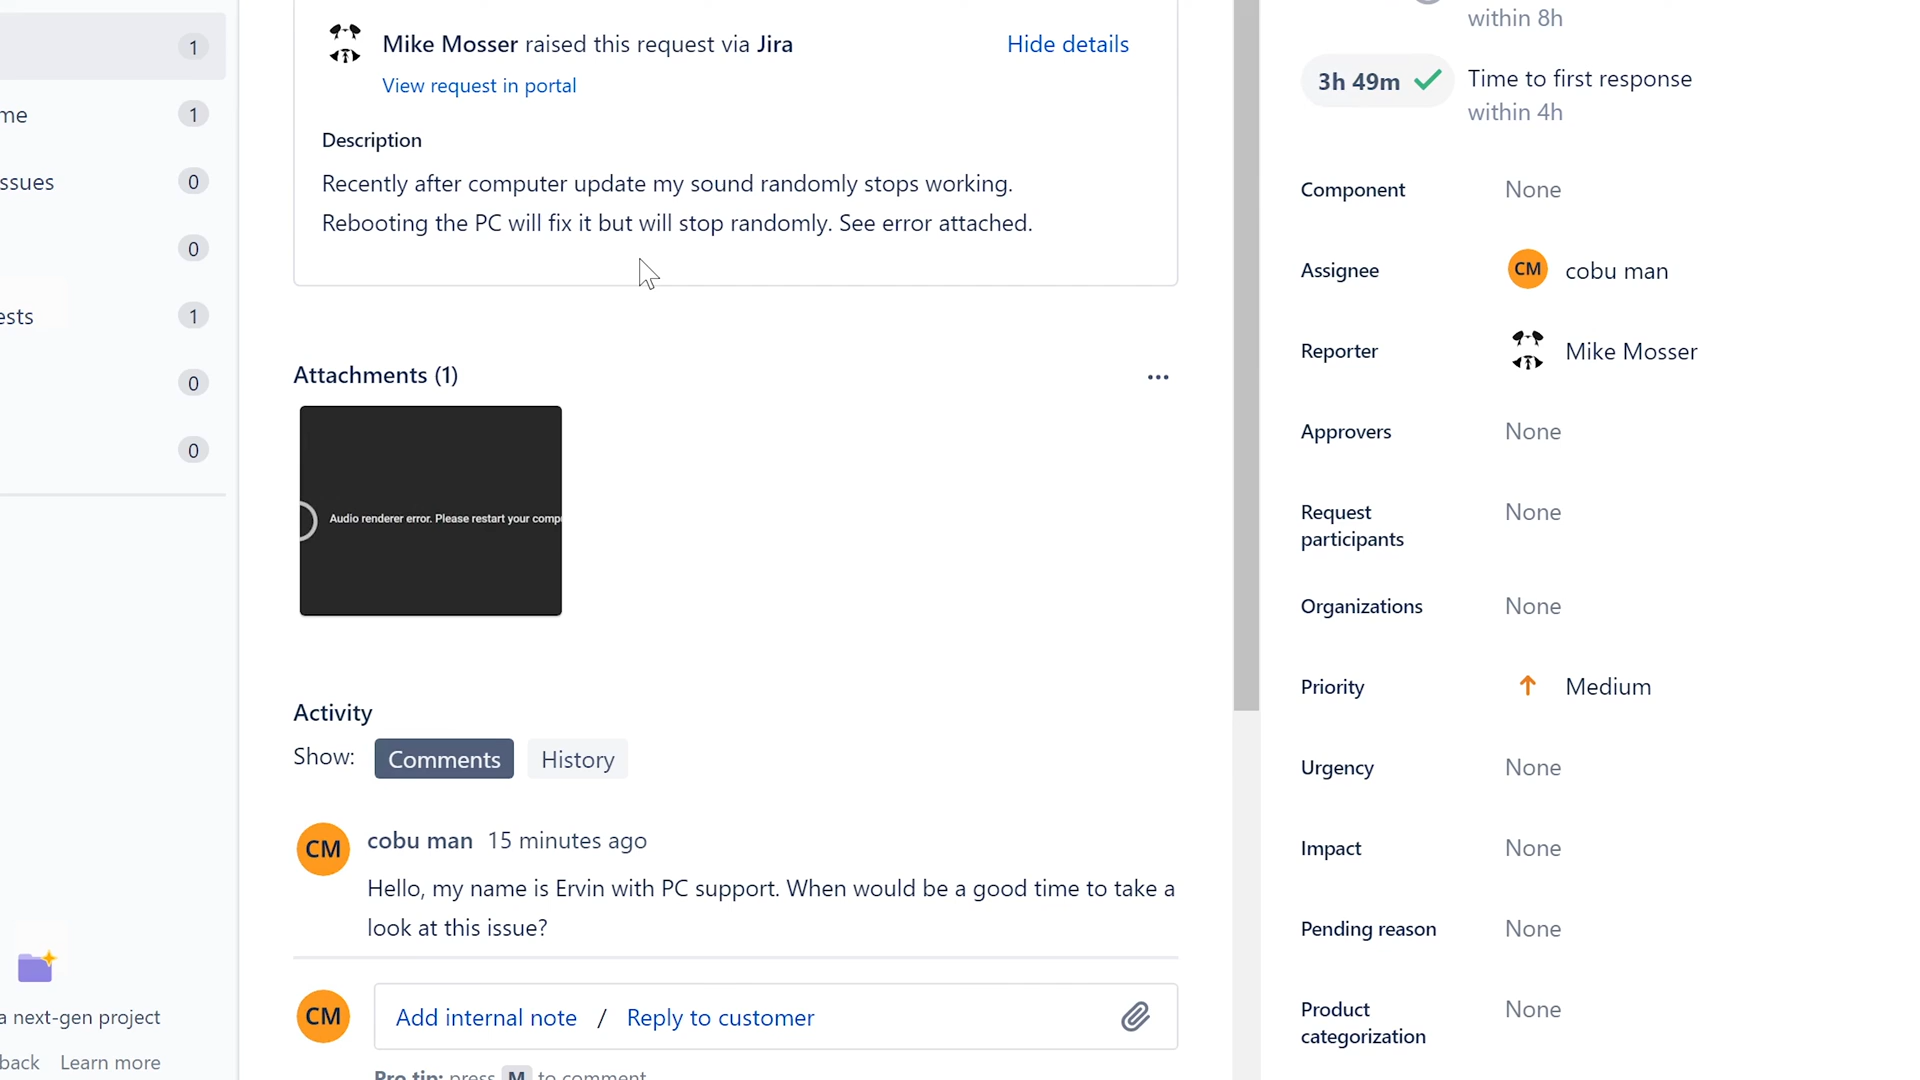 1
me 1
ssues 0
0
ests 1
0
0
a next-gen project
back Learn more
Mike Mosser raised this request via Jira
Hide details
View request in portal
Description
Recently after computer update my sound randomly stops working.
Rebooting the PC will fix it but will stop randomly. See error attached.
Attachments (1)
Audio renderer error. Please restart your comp
Activity
Show: Comments History
CM cobu man 15 minutes ago
Hello, my name is Ervin with PC support. When would be a good time to take a
look at this issue?
CM Add internal note / Reply to customer
Pro tip: press M to comment
within 8h
3h 49m Time to first response
within 4h
Component None
Assignee CM cobu man
Reporter Mike Mosser
Approvers None
Request
participants None
Organizations None
Priority Medium
Urgency None
Impact None
Pending reason None
Product
categorization None